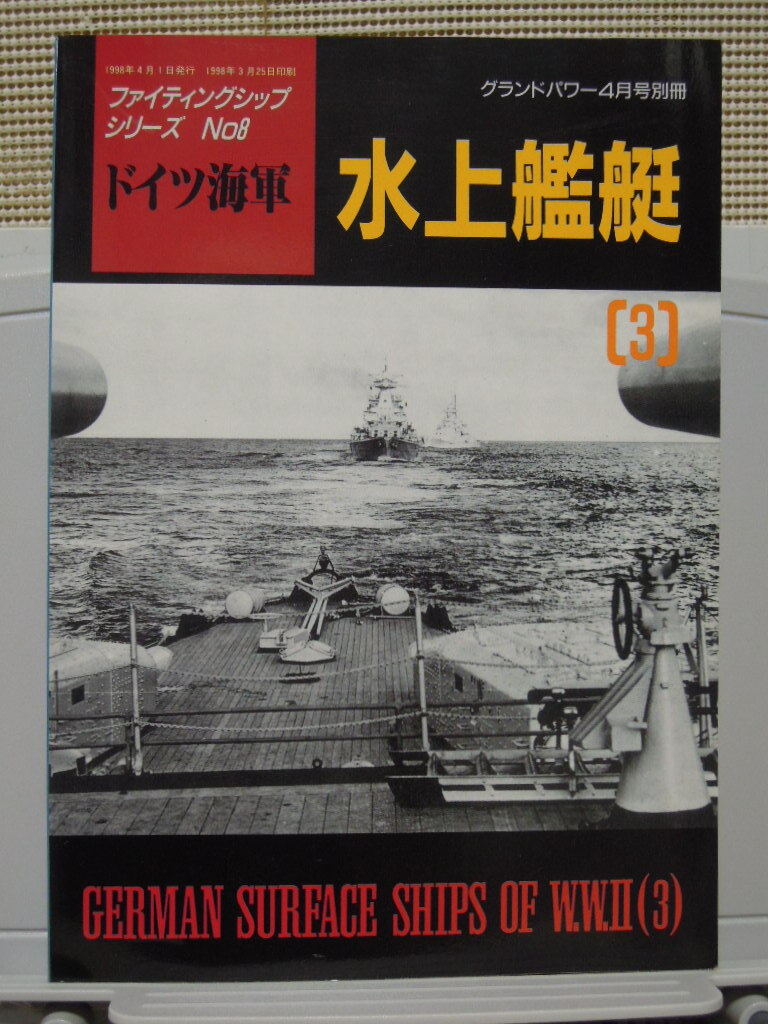 1998年4月1日発行 1998年3月25日印刷
ファイティングシップ
シリーズ No8
ドイツ海軍
グランドパワー4月号別冊
水上艦艇
(3)
GERMAN SURFACE SHIPS OF W.W.II(3)